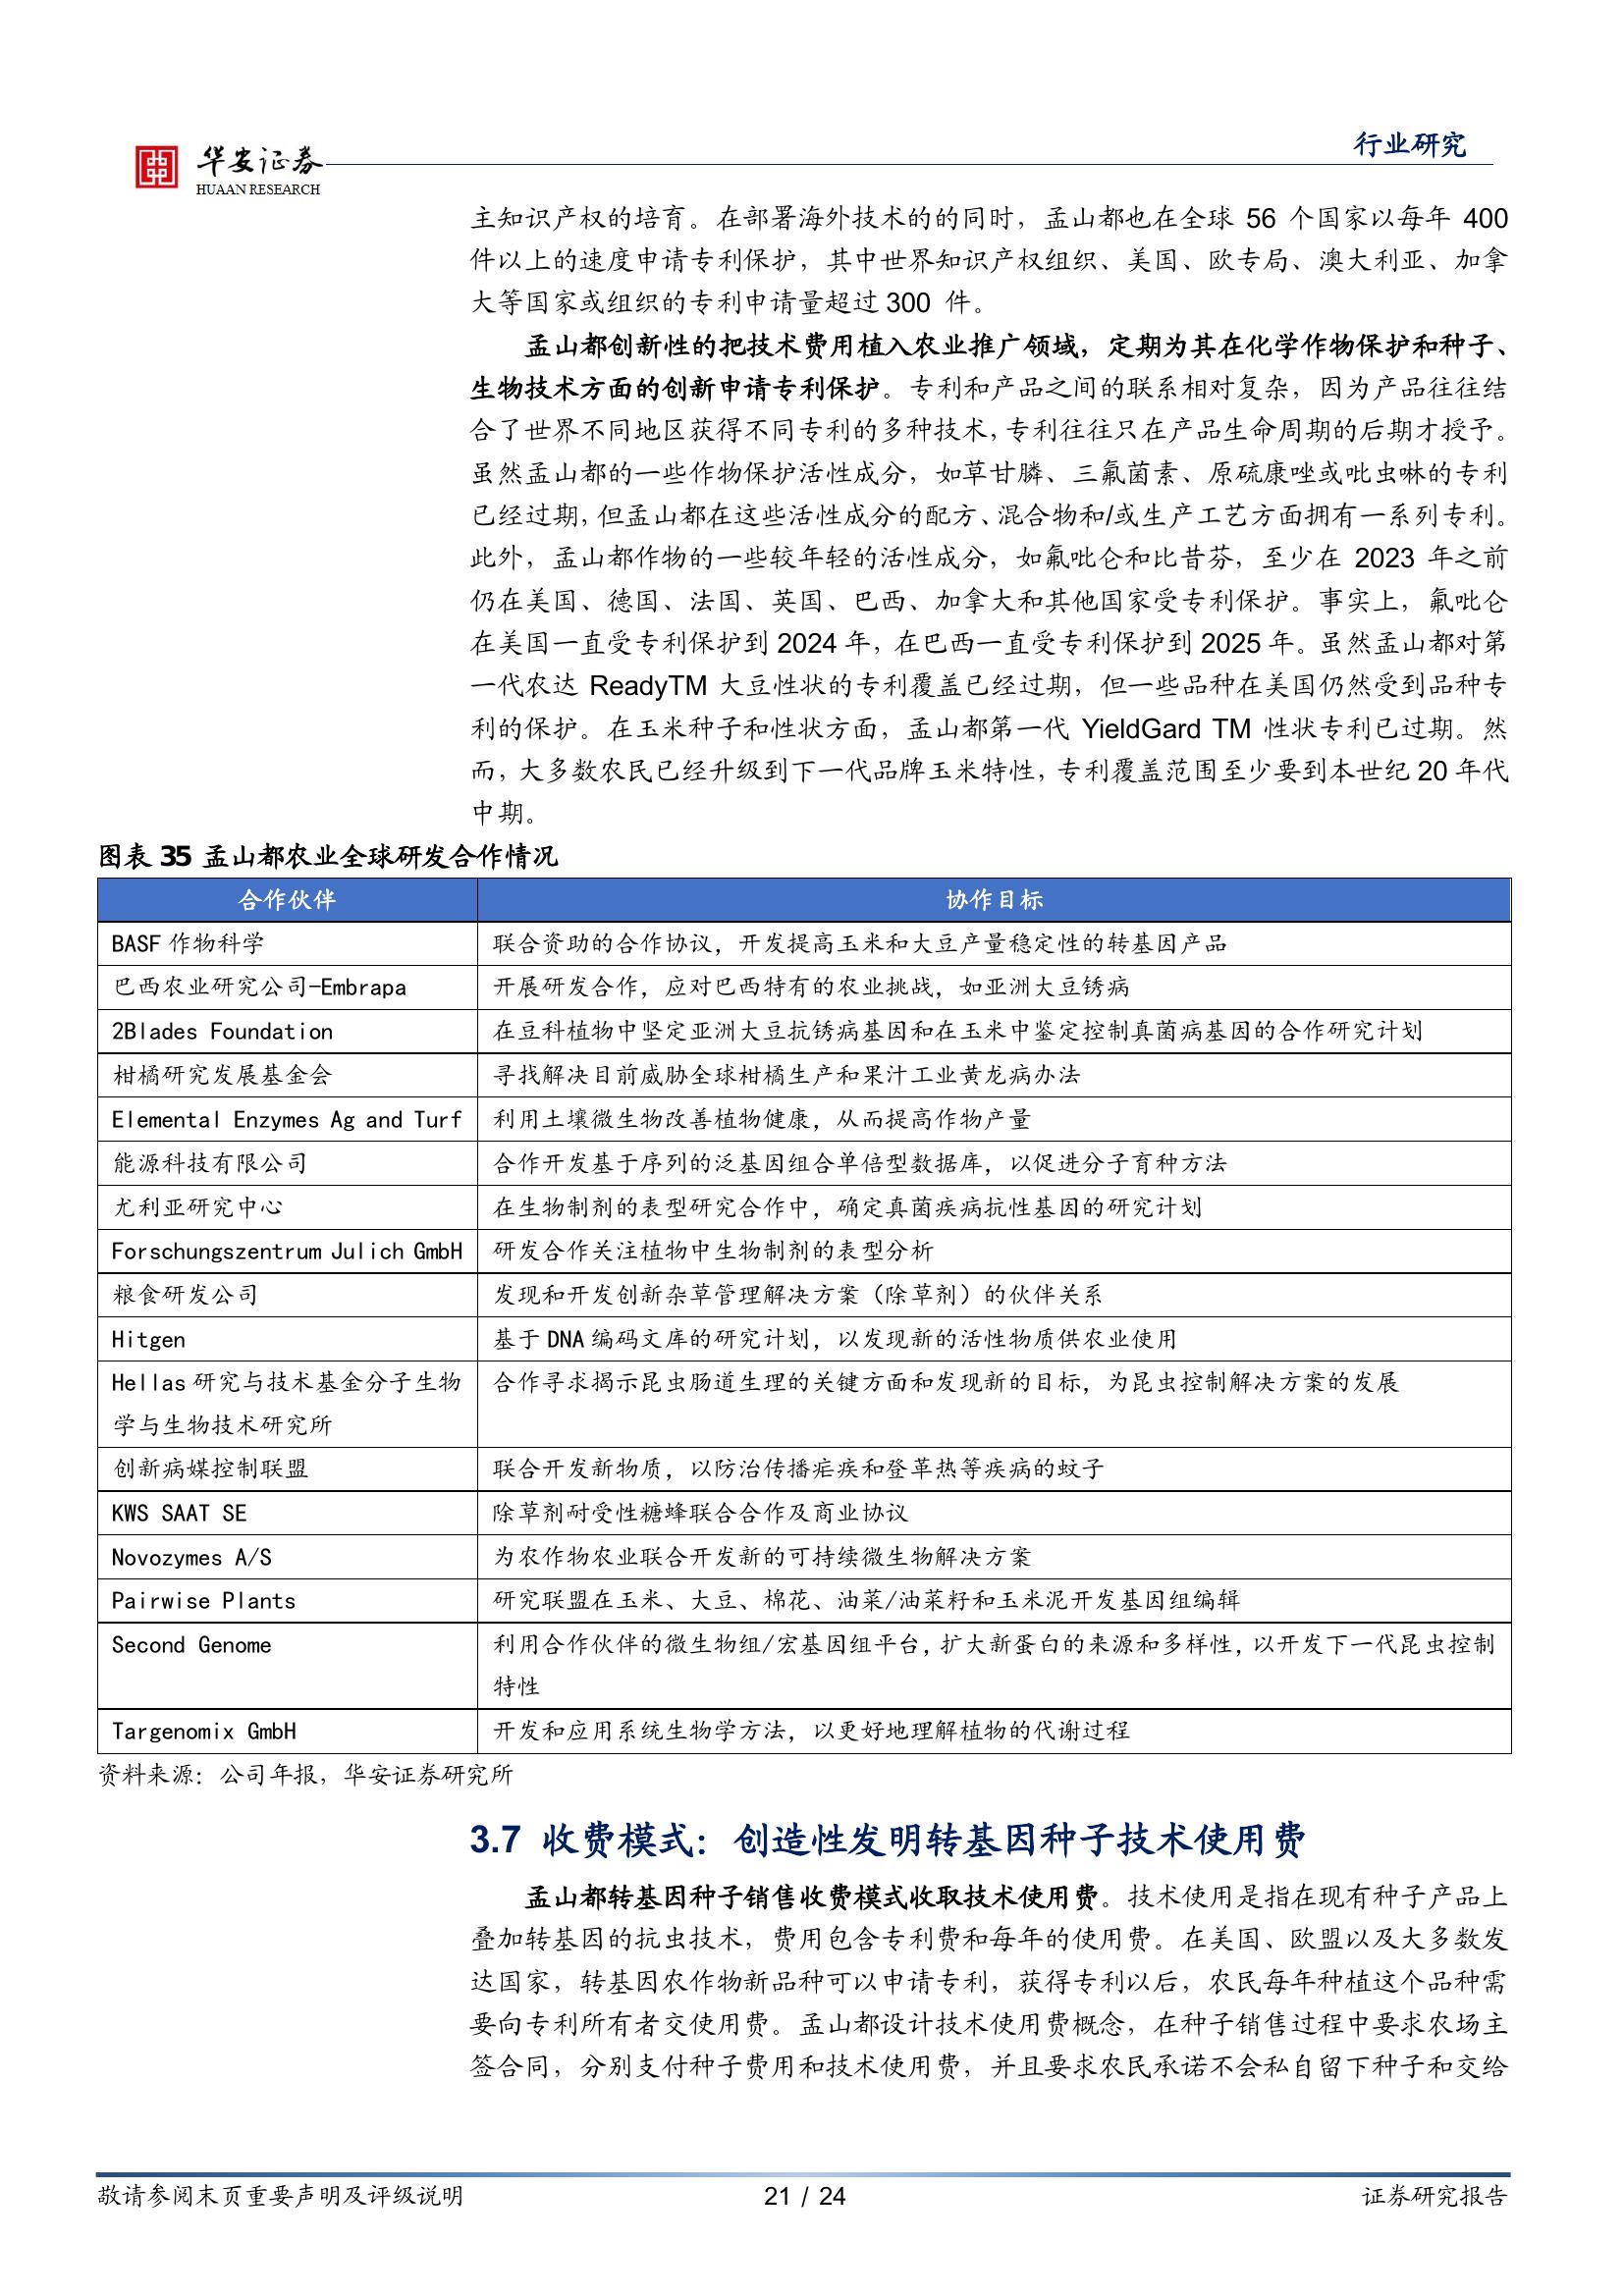 华安证券
HUAAN RESEARCH
行业研究
主知识产权的培育。在部署海外技术的的同时，孟山都也在全球 56 个国家以每年 400
件以上的速度申请专利保护，其中世界知识产权组织、美国、欧专局、澳大利亚、加拿
大等国家或组织的专利申请量超过 300 件。
孟山都创新性的把技术费用植入农业推广领域，定期为其在化学作物保护和种子、
生物技术方面的创新申请专利保护。专利和产品之间的联系相对复杂，因为产品往往结
合了世界不同地区获得不同专利的多种技术，专利往往只在产品生命周期的后期才授予。
虽然孟山都的一些作物保护活性成分，如草甘膦、三氟菌素、原硫康唑或吡虫啉的专利
已经过期，但孟山都在这些活性成分的配方、混合物和/或生产工艺方面拥有一系列专利。
此外，孟山都作物的一些较年轻的活性成分，如氟吡仑和比昔芬，至少在 2023 年之前
仍在美国、德国、法国、英国、巴西、加拿大和其他国家受专利保护。事实上，氟吡仑
在美国一直受专利保护到 2024 年，在巴西一直受专利保护到 2025 年。虽然孟山都对第
一代农达 ReadyTM 大豆性状的专利覆盖已经过期，但一些品种在美国仍然受到品种专
利的保护。在玉米种子和性状方面，孟山都第一代 YieldGard TM 性状专利已过期。然
而，大多数农民已经升级到下一代品牌玉米特性，专利覆盖范围至少要到本世纪 20 年代
中期。
图表 35 孟山都农业全球研发合作情况
合作伙伴 协作目标
BASF 作物科学 联合资助的合作协议，开发提高玉米和大豆产量稳定性的转基因产品
巴西农业研究公司-Embrapa 开展研发合作，应对巴西特有的农业挑战，如亚洲大豆锈病
2Blades Foundation 在豆科植物中坚定亚洲大豆抗锈病基因和在玉米中鉴定控制真菌病基因的合作研究计划
柑橘研究发展基金会 寻找解决目前威胁全球柑橘生产和果汁工业黄龙病办法
Elemental Enzymes Ag and Turf 利用土壤微生物改善植物健康，从而提高作物产量
能源科技有限公司 合作开发基于序列的泛基因组合单倍型数据库，以促进分子育种方法
尤利亚研究中心 在生物制剂的表型研究合作中，确定真菌疾病抗性基因的研究计划
Forschungszentrum Julich GmbH 研发合作关注植物中生物制剂的表型分析
粮食研发公司 发现和开发创新杂草管理解决方案（除草剂）的伙伴关系
Hitgen 基于 DNA 编码文库的研究计划，以发现新的活性物质供农业使用
Hellas 研究与技术基金分子生物 合作寻求揭示昆虫肠道生理的关键方面和发现新的目标，为昆虫控制解决方案的发展
学与生物技术研究所
创新病媒控制联盟 联合开发新物质，以防治传播疟疾和登革热等疾病的蚊子
KWS SAAT SE 除草剂耐受性糖蜂联合合作及商业协议
Novozymes A/S 为农作物农业联合开发新的可持续微生物解决方案
Pairwise Plants 研究联盟在玉米、大豆、棉花、油菜/油菜籽和玉米泥开发基因组编辑
Second Genome 利用合作伙伴的微生物组/宏基因组平台，扩大新蛋白的来源和多样性，以开发下一代昆虫控制
特性
Targenomix GmbH 开发和应用系统生物学方法，以更好地理解植物的代谢过程
资料来源：公司年报，华安证券研究所
3.7 收费模式：创造性发明转基因种子技术使用费
孟山都转基因种子销售收费模式收取技术使用费。技术使用是指在现有种子产品上
叠加转基因的抗虫技术，费用包含专利费和每年的使用费。在美国、欧盟以及大多数发
达国家，转基因农作物新品种可以申请专利，获得专利以后，农民每年种植这个品种需
要向专利所有者交使用费。孟山都设计技术使用费概念，在种子销售过程中要求农场主
签合同，分别支付种子费用和技术使用费，并且要求农民承诺不会私自留下种子和交给
敬请参阅末页重要声明及评级说明 21 / 24 证券研究报告